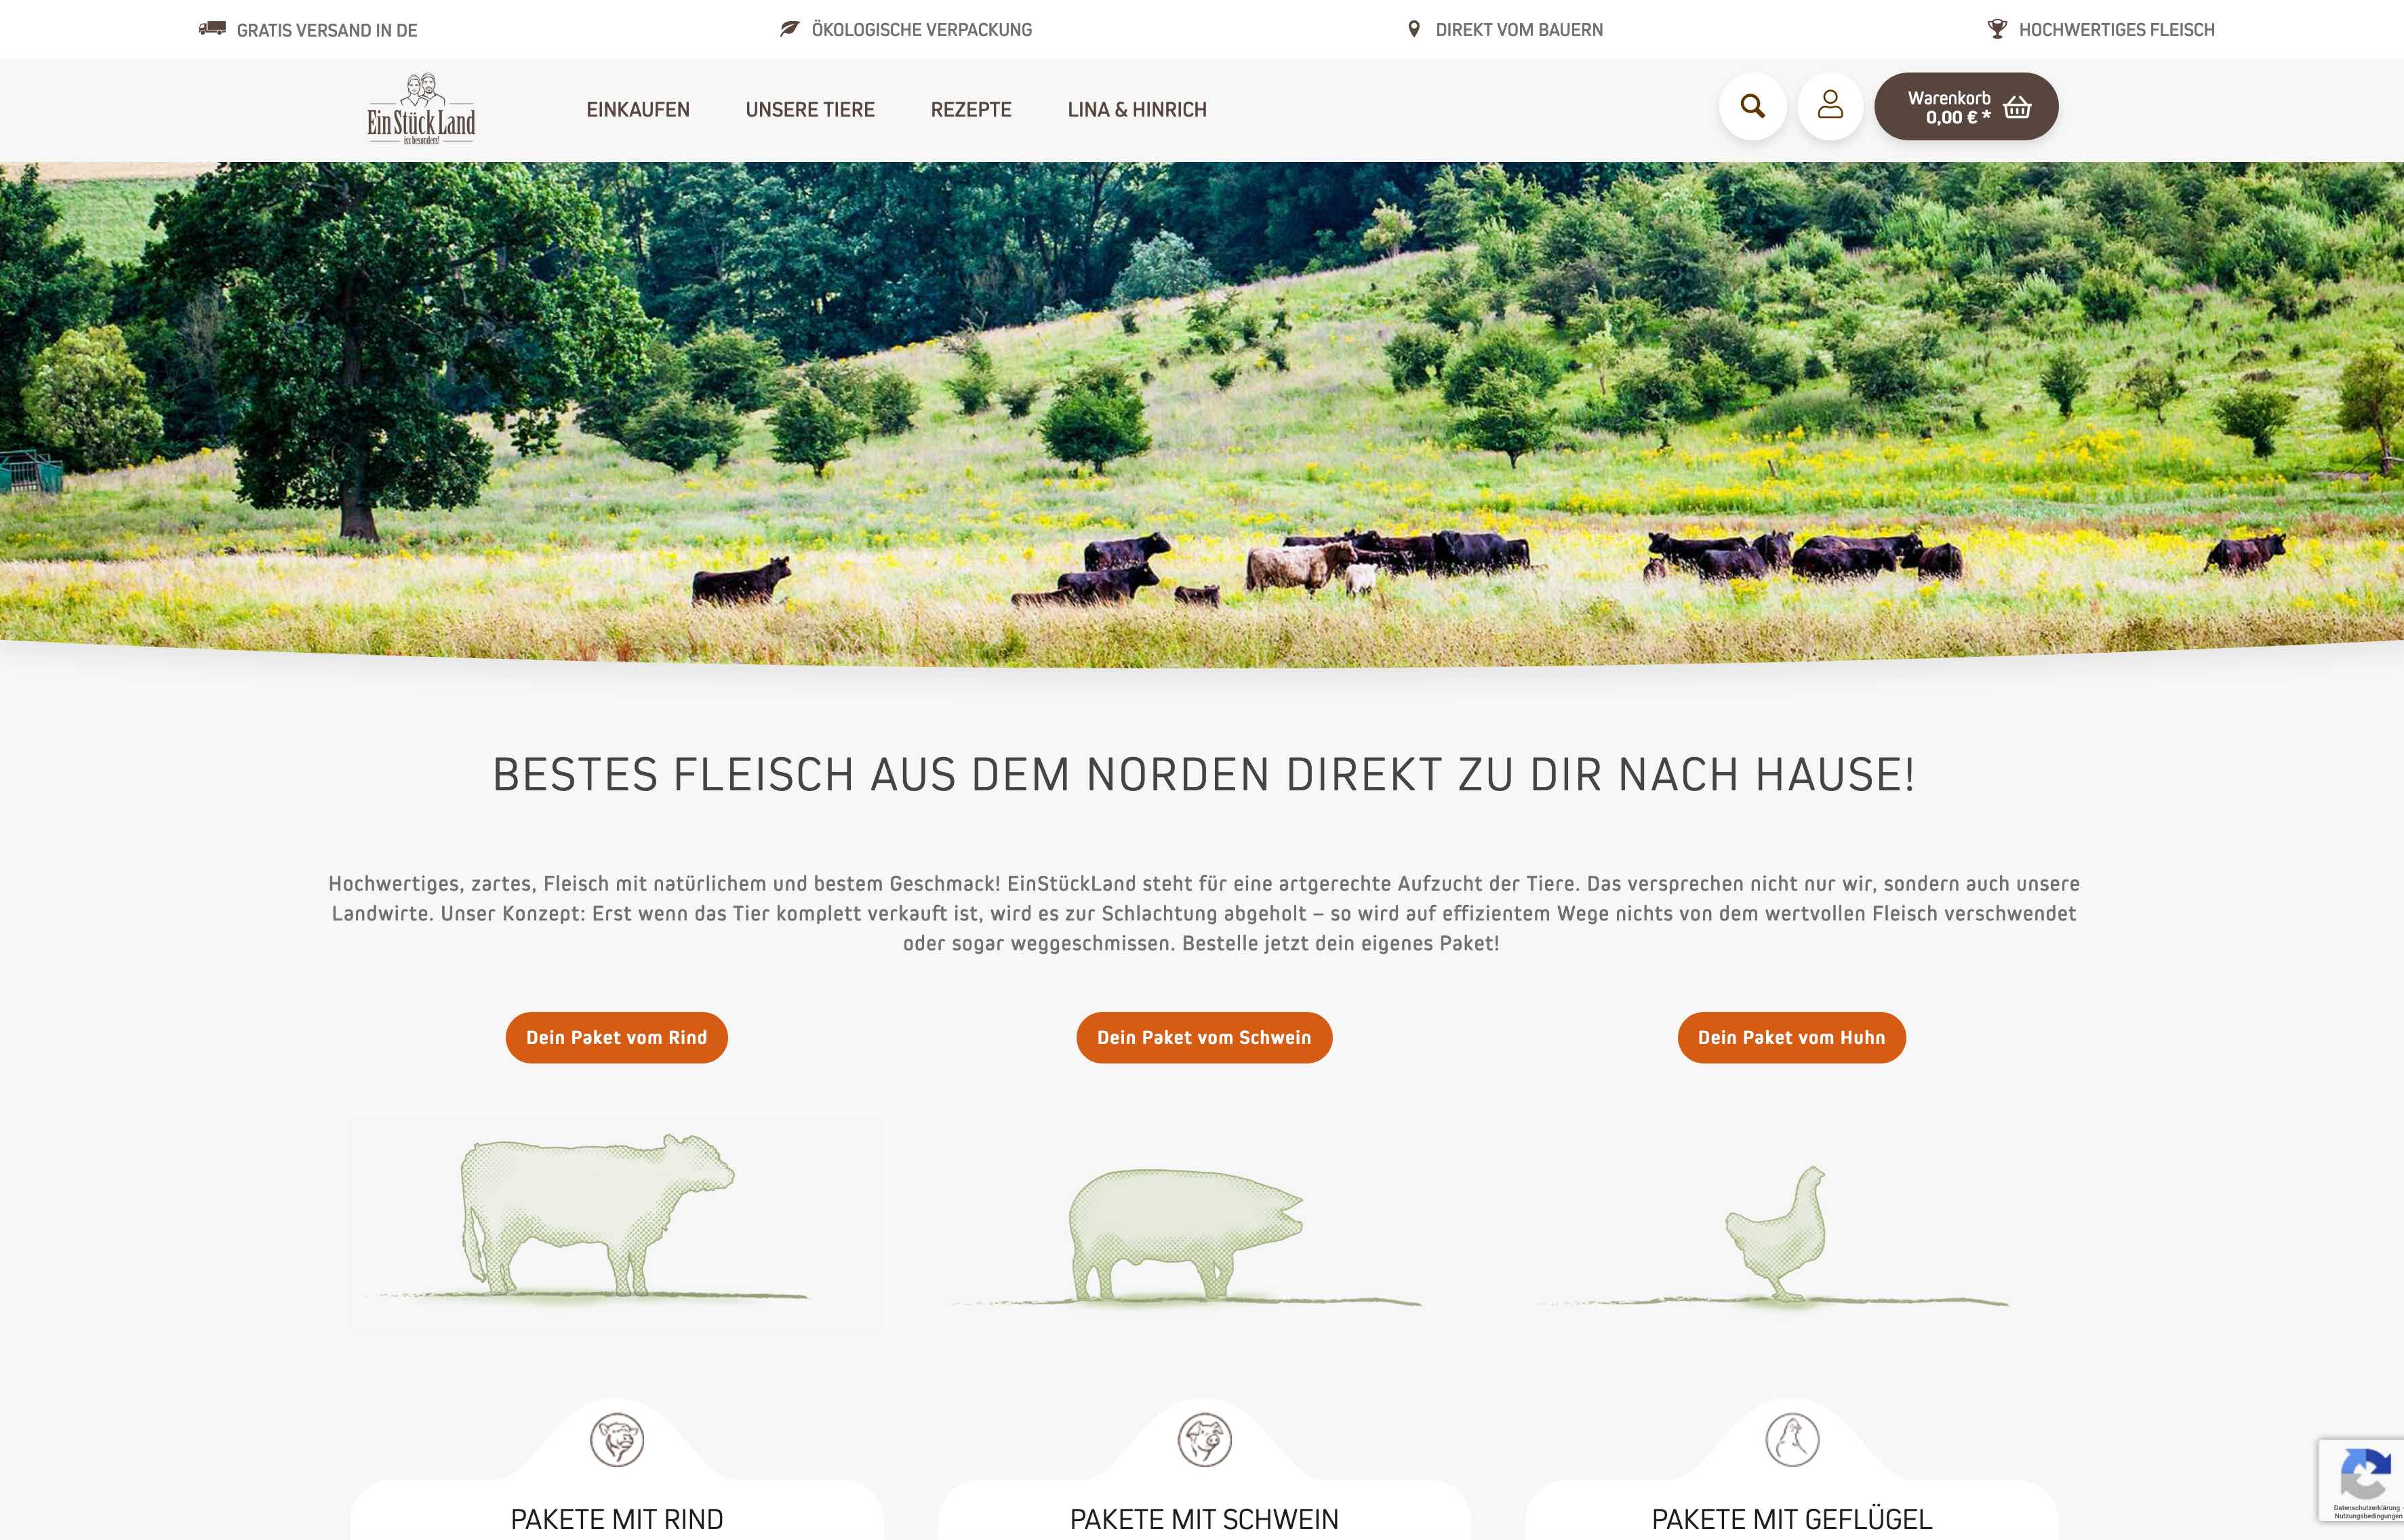 GRATIS VERSAND IN DE
ÖKOLOGISCHE VERPACKUNG
DIREKT VOM BAUERN
HOCHWERTIGES FLEISCH
EinStückLand
iss besonders!
EINKAUFEN
UNSERE TIERE
REZEPTE
LINA & HINRICH
Warenkorb
0,00 € *
BESTES FLEISCH AUS DEM NORDEN DIREKT ZU DIR NACH HAUSE!
Hochwertiges, zartes, Fleisch mit natürlichem und bestem Geschmack! EinStückLand steht für eine artgerechte Aufzucht der Tiere. Das versprechen nicht nur wir, sondern auch unsere
Landwirte. Unser Konzept: Erst wenn das Tier komplett verkauft ist, wird es zur Schlachtung abgeholt – so wird auf effizientem Wege nichts von dem wertvollen Fleisch verschwendet
oder sogar weggeschmissen. Bestelle jetzt dein eigenes Paket!
Dein Paket vom Rind
Dein Paket vom Schwein
Dein Paket vom Huhn
PAKETE MIT RIND
PAKETE MIT SCHWEIN
PAKETE MIT GEFLÜGEL
Datenschutzerklärung
Nutzungsbedingungen